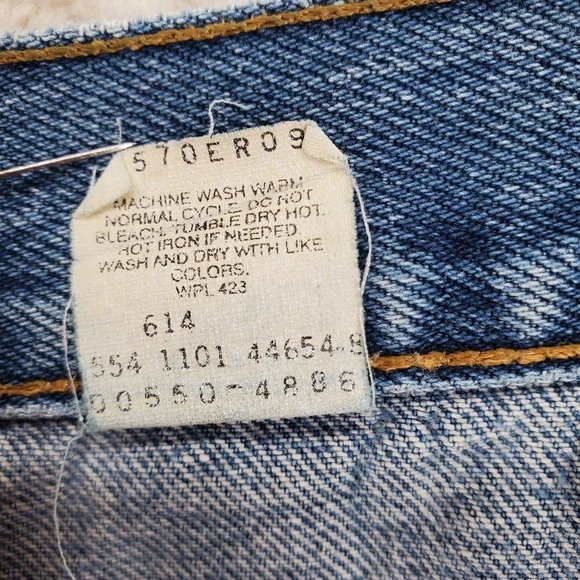 570ER09
MACHINE WASH WARM
NORMAL CYCLE DO NOT
BLEACH. TUMBLE DRY HOT.
HOT IRON IF NEEDED
WASH AND DRY WITH LIKE
COLORS.
WPL 423
614
554 1101 44654-8
00550-4886